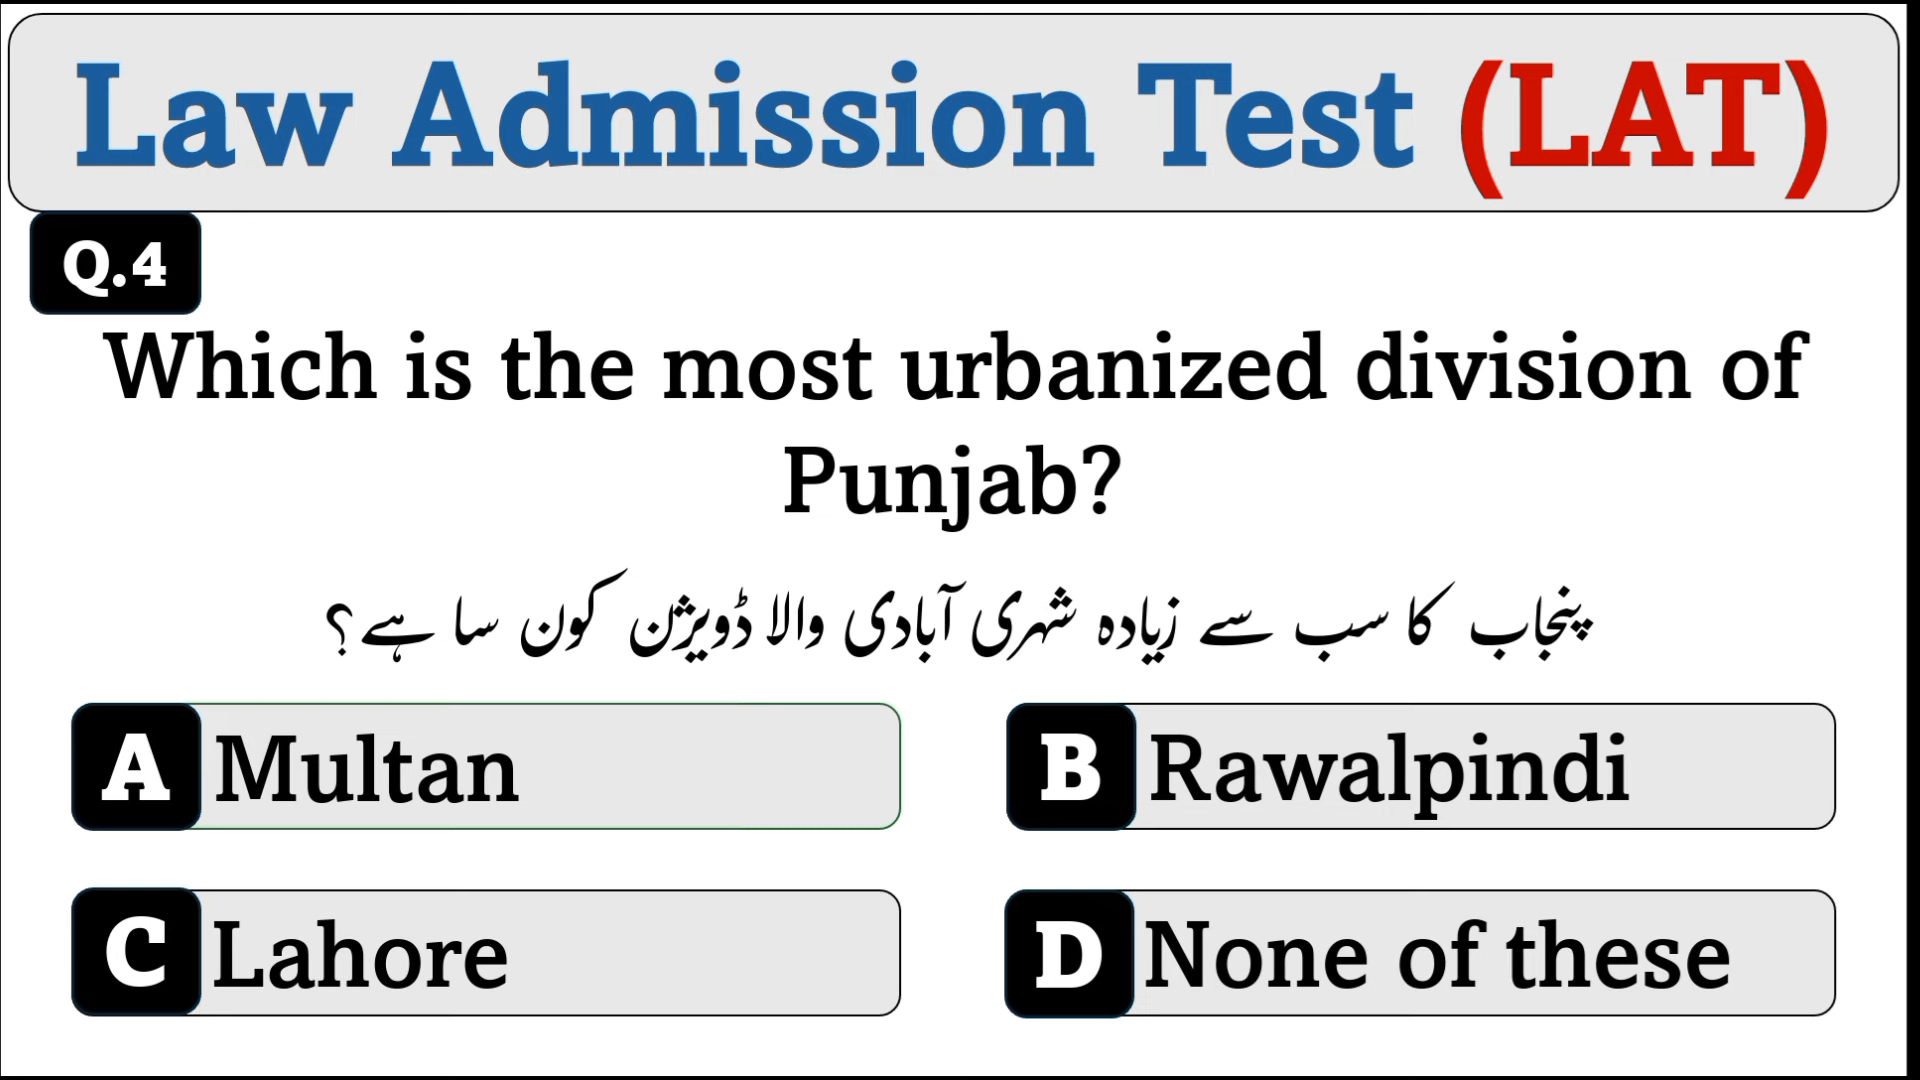 Law Admission Test (LAT)
Q.4
Which is the most urbanized division of
Punjab?
پنجاب کا سب سے زیادہ شہری آبادی والا ڈویژن کون سا ہے؟
A Multan
B Rawalpindi
C Lahore
D None of these